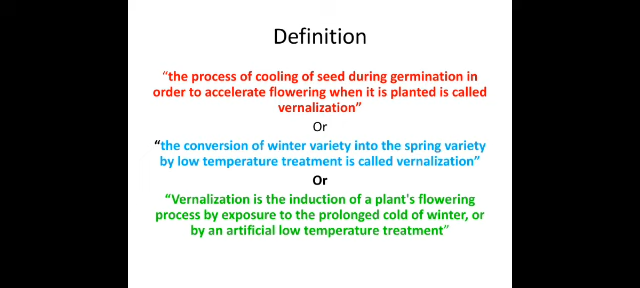 Definition
“the process of cooling of seed during germination in
order to accelerate flowering when it is planted is called
vernalization”
Or
“the conversion of winter variety into the spring variety
by low temperature treatment is called vernalization”
Or
“Vernalization is the induction of a plant's flowering
process by exposure to the prolonged cold of winter, or
by an artificial low temperature treatment”